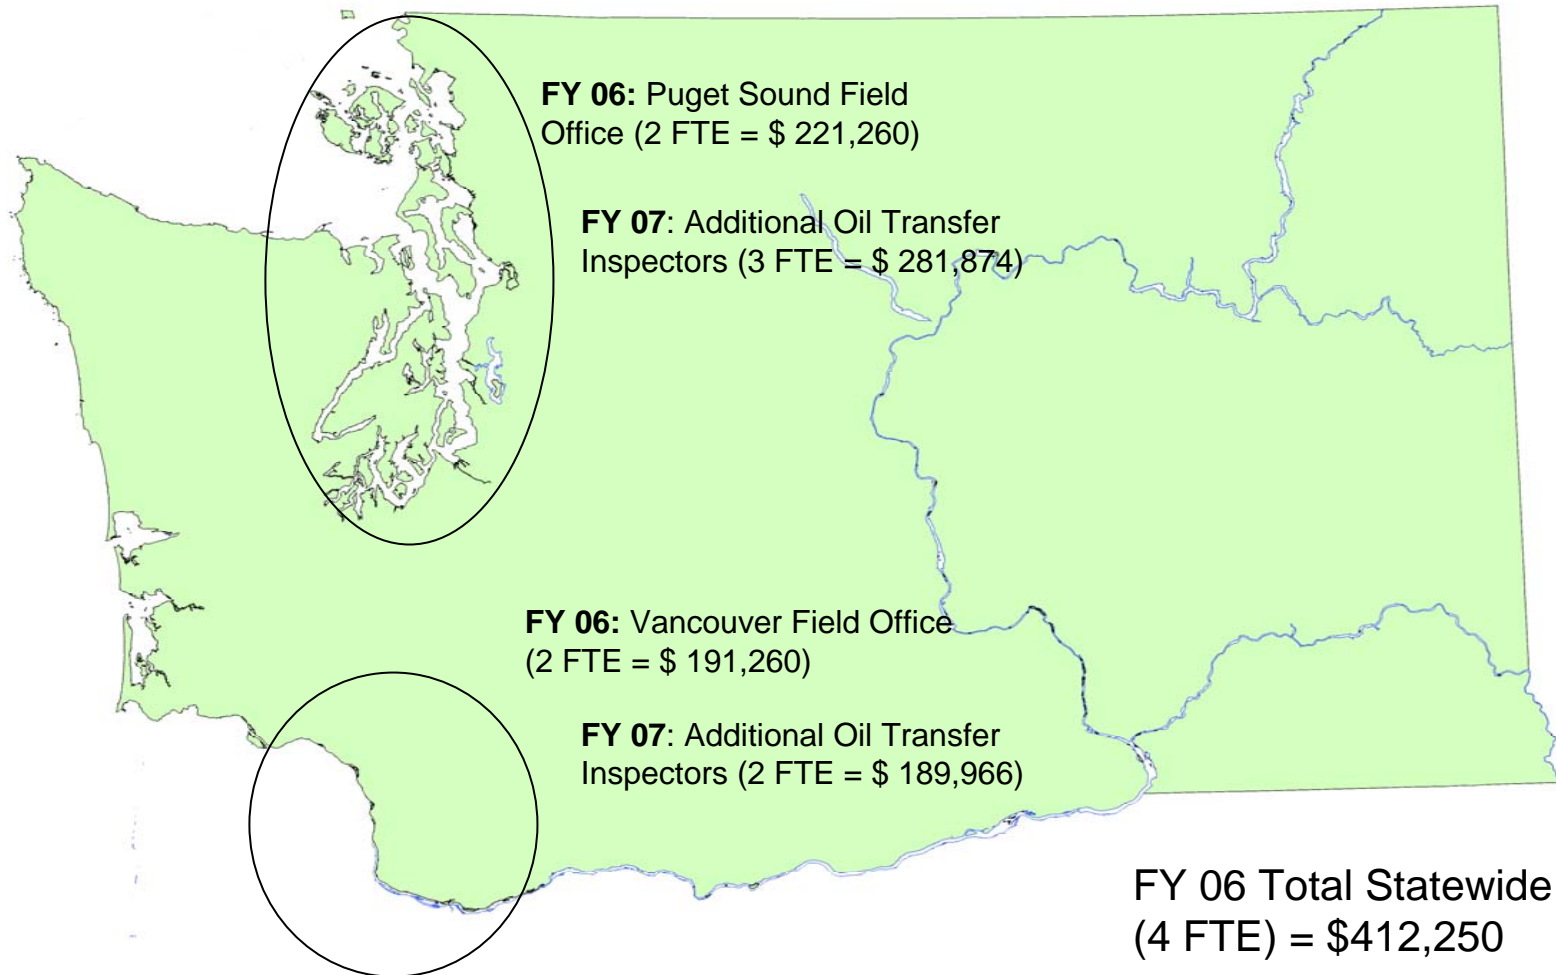 FY 06: Puget Sound Field
Office (2 FTE = $ 221,260)
FY 07: Additional Oil Transfer
Inspectors (3 FTE = $ 281,874)
FY 06: Vancouver Field Office
(2 FTE = $ 191,260)
FY 07: Additional Oil Transfer
Inspectors (2 FTE = $ 189,966)
FY 06 Total Statewide
(4 FTE) = $412,250